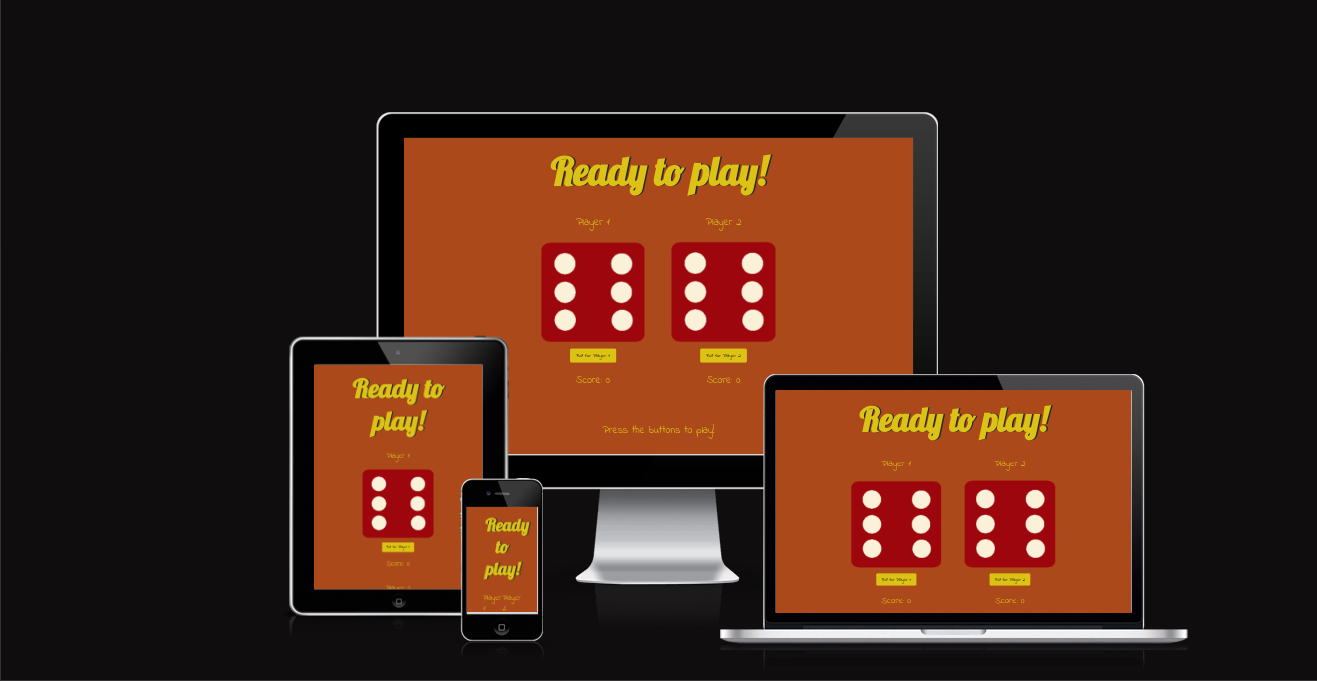 Ready to play!
Player 1
Player 2
Roll for Player 1
Roll for Player 2
Score: 0
Score: 0
Press the buttons to play!
Ready to
play!
Player 1
Roll for Player 1
Score: 0
Player 2
Ready
to
play!
Player Player
1 2
Ready to play!
Player 1
Player 2
Roll for Player 1
Roll for Player 2
Score: 0
Score: 0